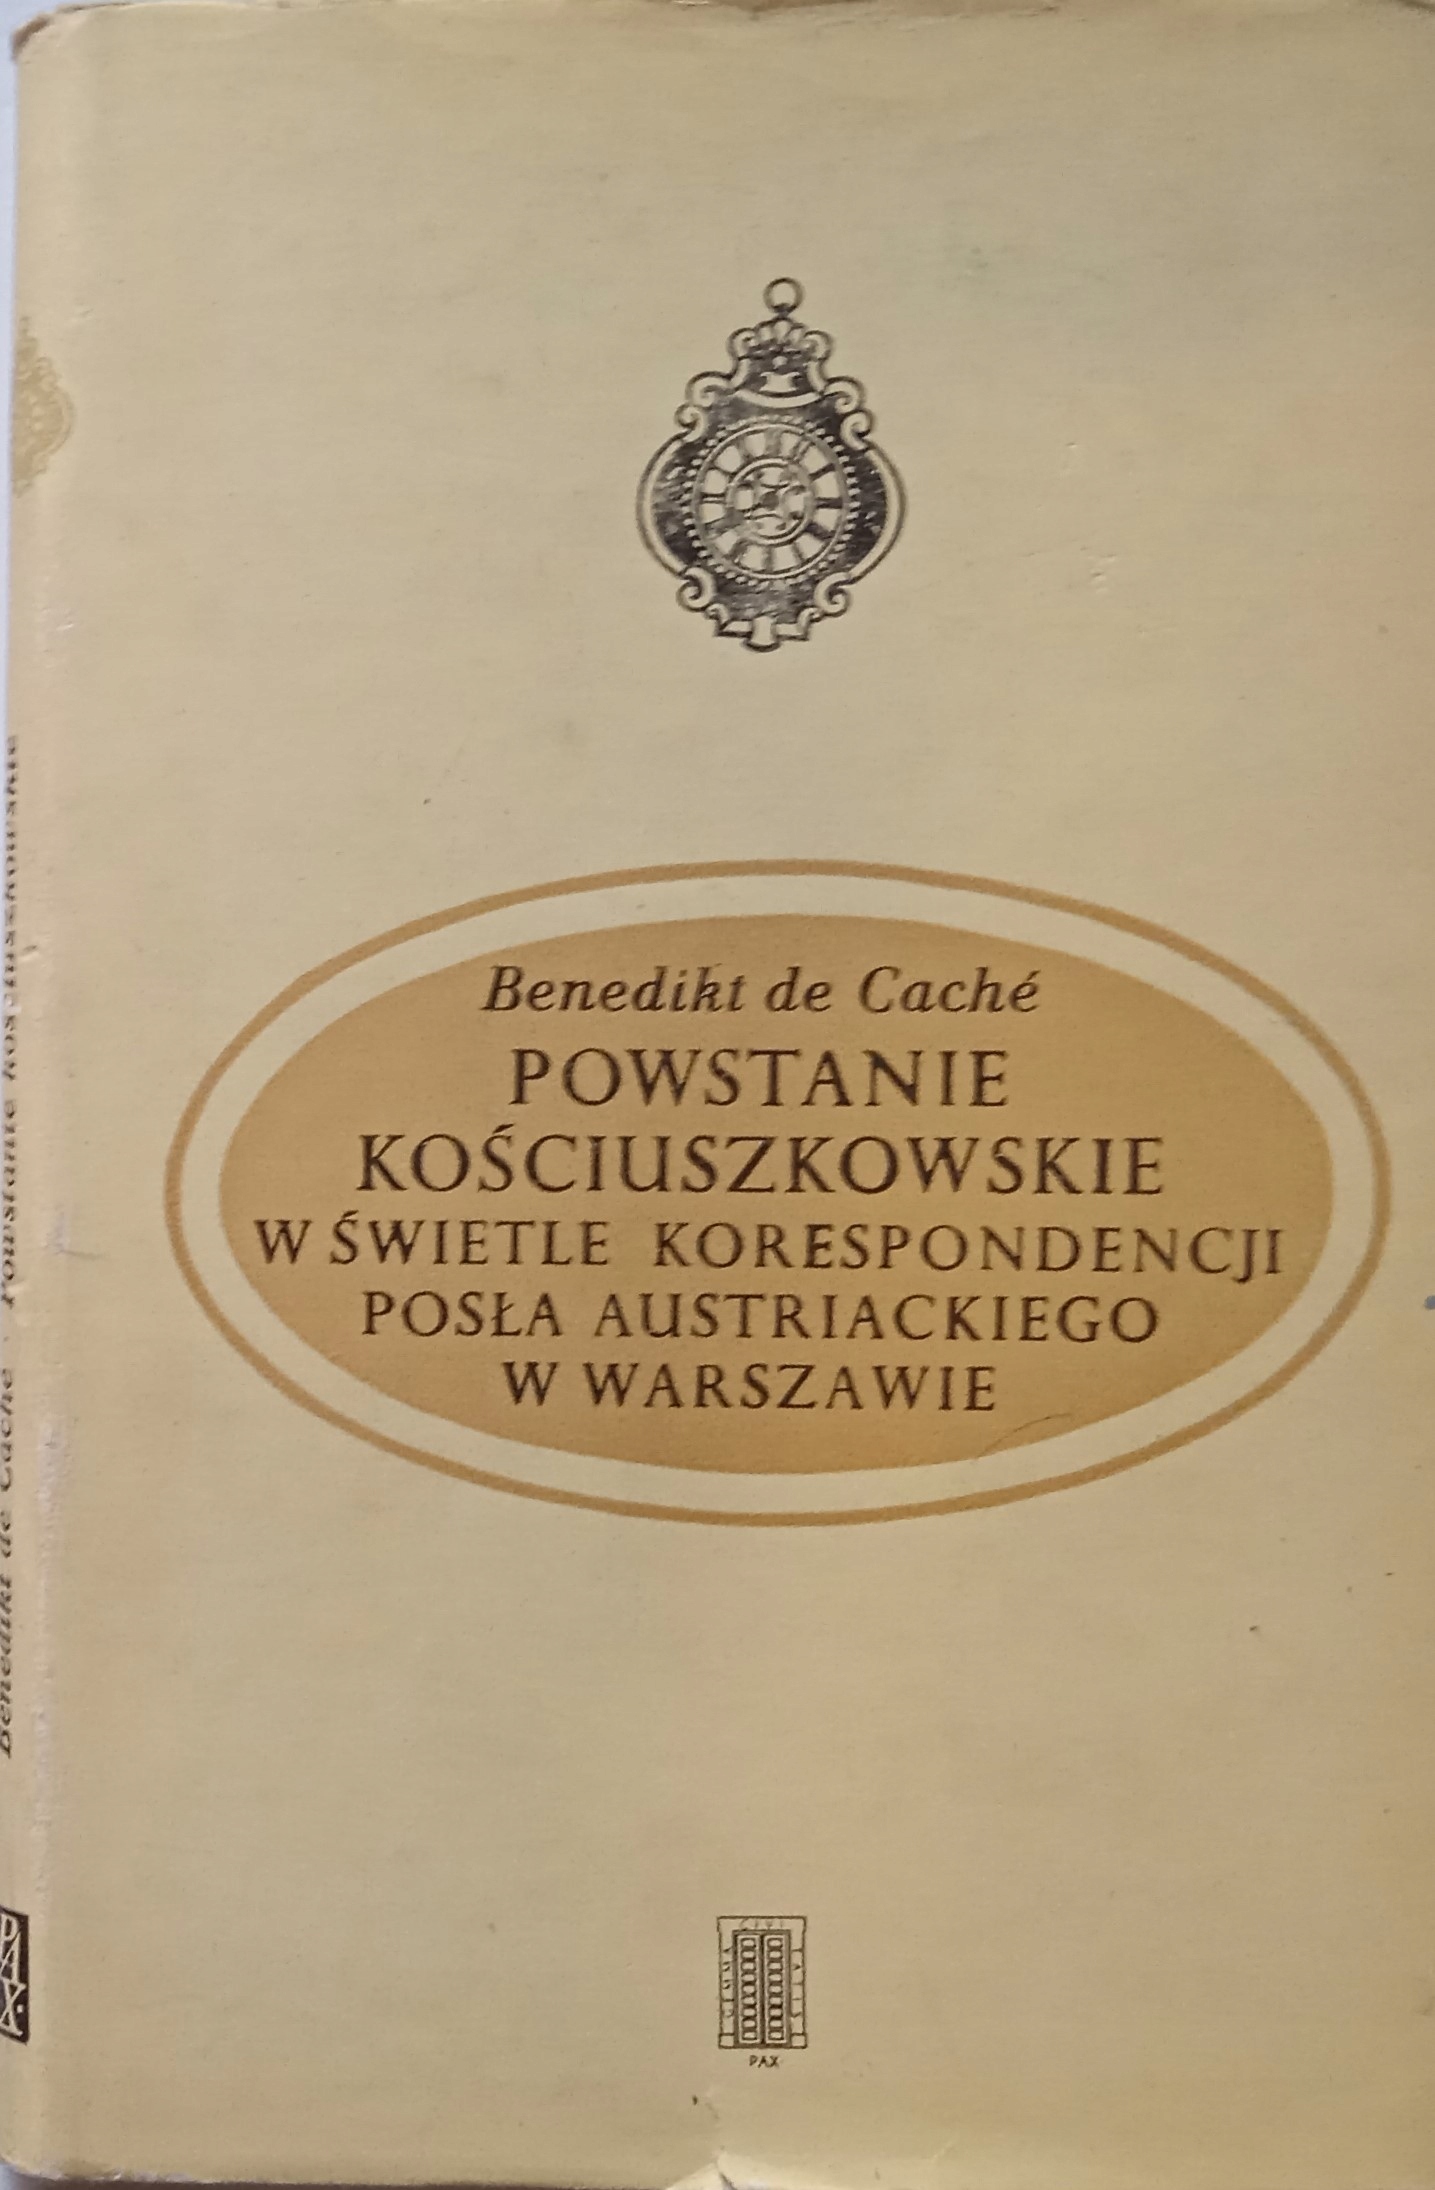 Benedikt de Caché
POWSTANIE
KOŚCIUSZKOWSKIE
W ŚWIETLE KORESPONDENCJI
POSŁA AUSTRIACKIEGO
W WARSZAWIE
PAX
Benedikt de Caché · Powstanie kościuszkowskie
PAX